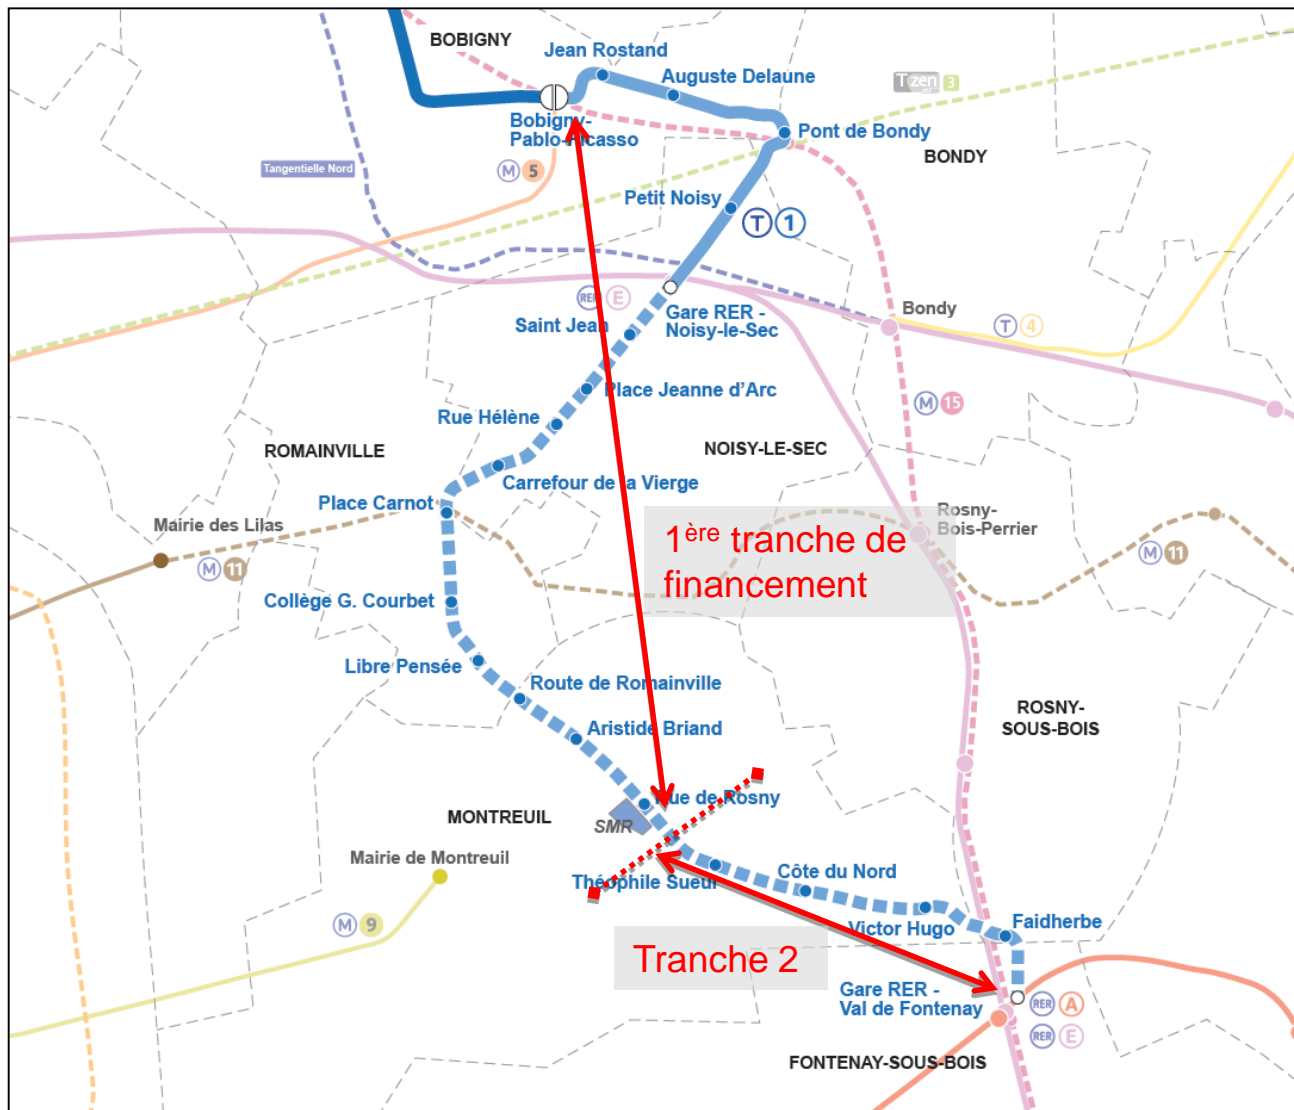 BOBIGNY
Jean Rostand
Auguste Delaune
Tzen 3
Bobigny-
Pablo-Picasso
Pont de Bondy
BONDY
Tangentielle Nord
M 5
Petit Noisy
T 1
RER E
Gare RER -
Noisy-le-Sec
Saint Jean
Bondy
T 4
Place Jeanne d'Arc
M 15
Rue Hélène
ROMAINVILLE
NOISY-LE-SEC
Carrefour de la Vierge
Place Carnot
Mairie des Lilas
Rosny-
Bois-Perrier
1ère tranche de
financement
M 11
M 11
Collège G. Courbet
Libre Pensée
Route de Romainville
ROSNY-
SOUS-BOIS
Aristide Briand
Rue de Rosny
MONTREUIL
SMR
Mairie de Montreuil
Théophile Sueur
Côte du Nord
M 9
Victor Hugo
Faidherbe
Tranche 2
Gare RER -
Val de Fontenay
RER A
RER E
FONTENAY-SOUS-BOIS